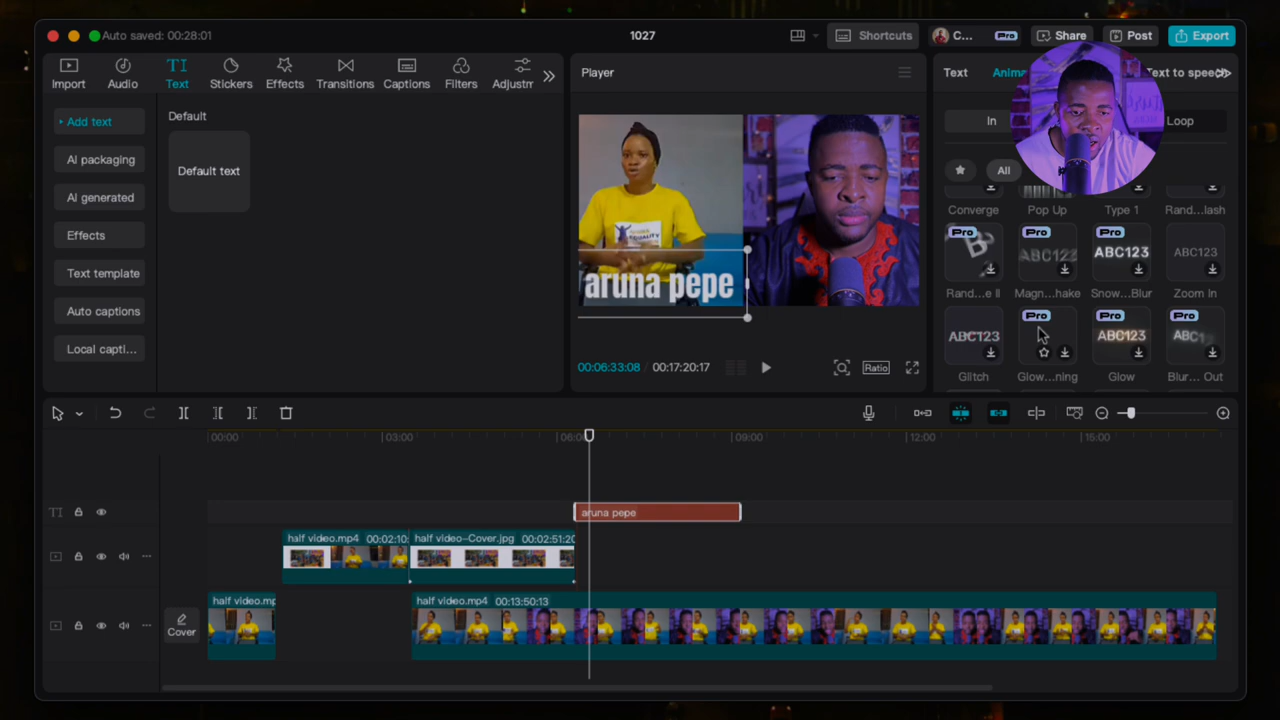 Auto saved: 00:28:01
1027
Shortcuts
C...
Pro
Share
Post
Export
Import
Audio
TI
Text
Stickers
Effects
Transitions
Captions
Filters
Adjustm
Add text
AI packaging
AI generated
Effects
Text template
Auto captions
Local capti...
Default
Default text
Player
EQUALITY
aruna pepe
00:06:33:08 / 00:17:20:17
Ratio
Text
Anima
Text to speech
In
Loop
All
Converge
Pop Up
Type 1
Rand...lash
Pro
Pro
ABC123
Pro
ABC123
ABC123
Rand...e II
Magn...hake
Snow...Blur
Zoom In
ABC123
Pro
Pro
ABC123
Pro
ABC1
Glitch
Glow...ning
Glow
Blur... Out
00:00
03:00
06:00
09:00
12:00
15:00
TI
aruna pepe
half video.mp4 00:02:10:
half video-Cover.jpg 00:02:51:20
Cover
half video.mp
half video.mp4 00:13:50:13